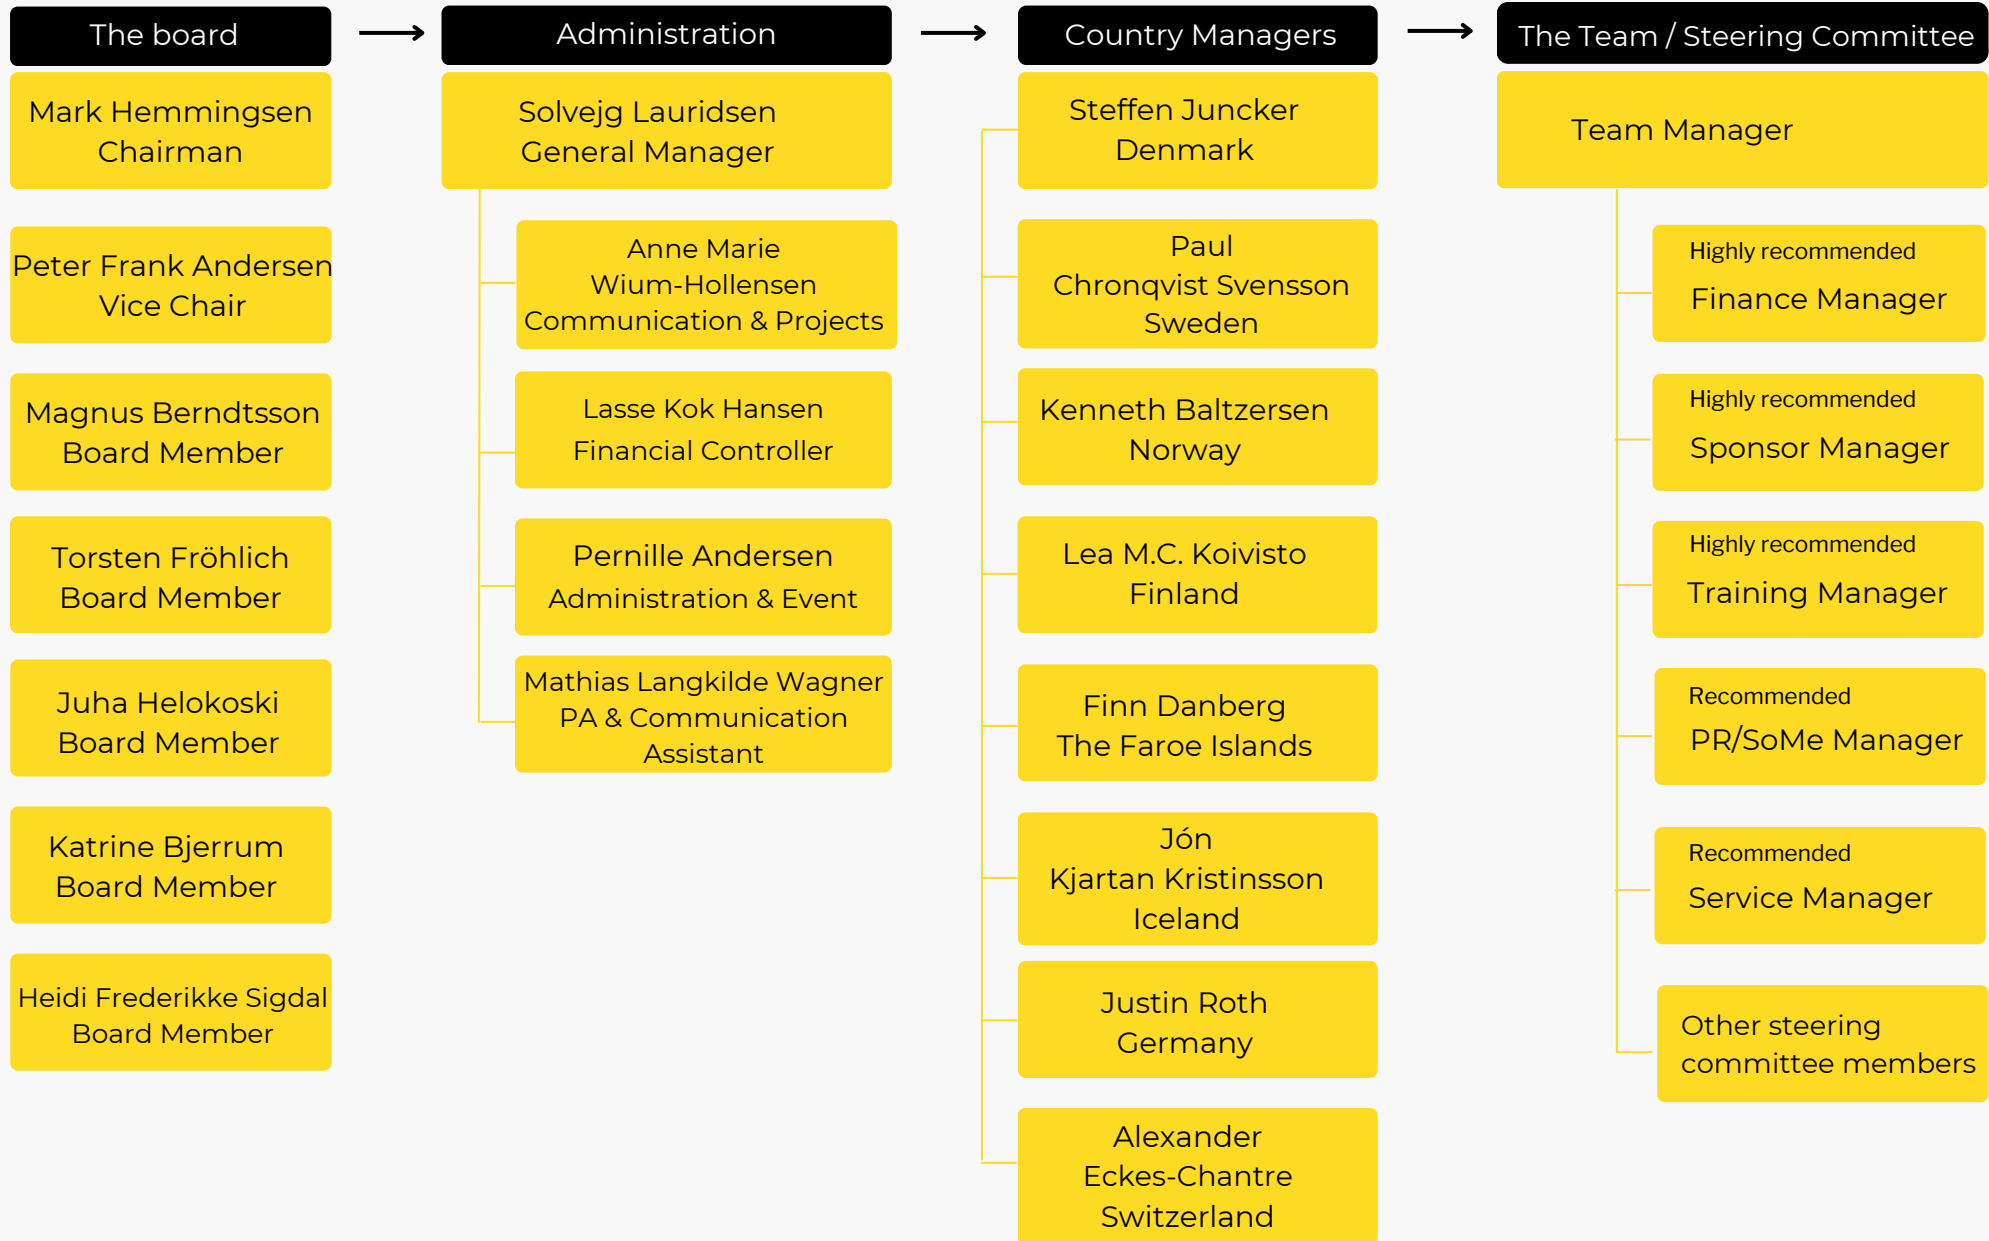 The board
Mark Hemmingsen
Chairman
Peter Frank Andersen
Vice Chair
Magnus Berndtsson
Board Member
Torsten Fröhlich
Board Member
Juha Helokoski
Board Member
Katrine Bjerrum
Board Member
Heidi Frederikke Sigdal
Board Member
Administration
Solvejg Lauridsen
General Manager
Anne Marie
Wium-Hollensen
Communication & Projects
Lasse Kok Hansen
Financial Controller
Pernille Andersen
Administration & Event
Mathias Langkilde Wagner
PA & Communication
Assistant
Country Managers
Steffen Juncker
Denmark
Paul
Chronqvist Svensson
Sweden
Kenneth Baltzersen
Norway
Lea M.C. Koivisto
Finland
Finn Danberg
The Faroe Islands
Jón
Kjartan Kristinsson
Iceland
Justin Roth
Germany
Alexander
Eckes-Chantre
Switzerland
The Team / Steering Committee
Team Manager
Highly recommended
Finance Manager
Highly recommended
Sponsor Manager
Highly recommended
Training Manager
Recommended
PR/SoMe Manager
Recommended
Service Manager
Other steering
committee members